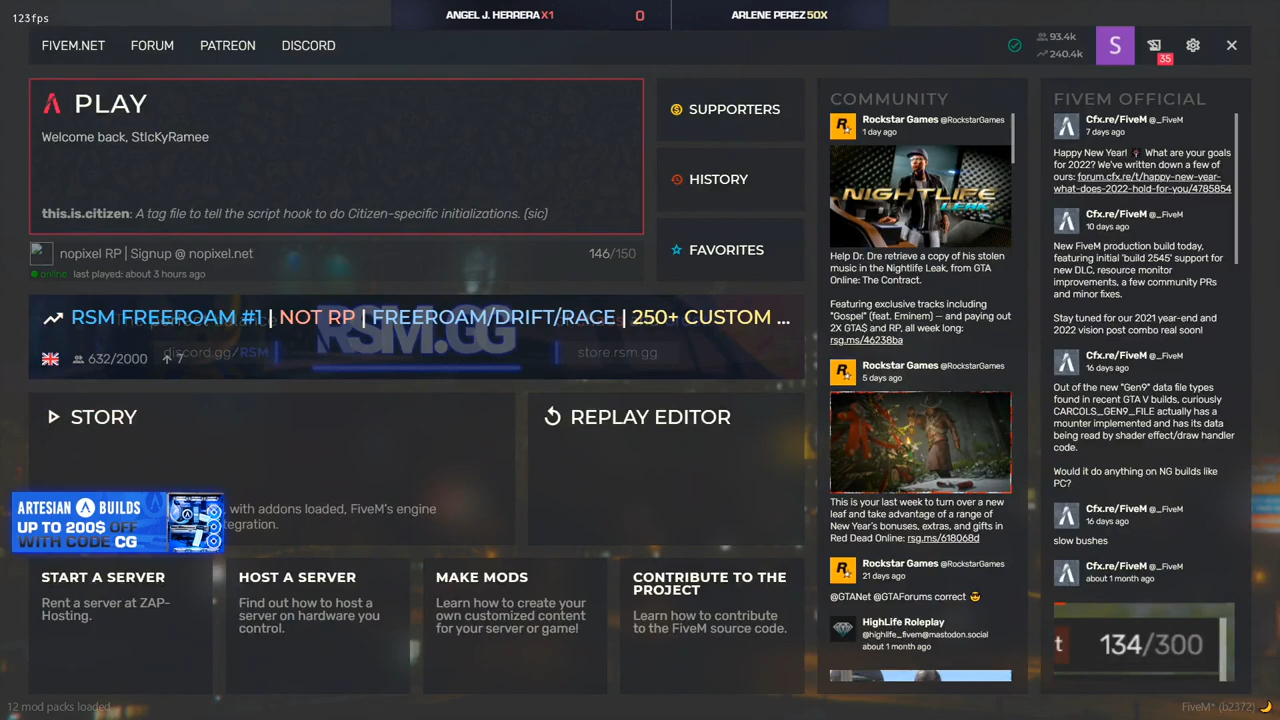 123fps
ANGEL J. HERRERA X1
0
ARLENE PEREZ 50X
FIVEM.NET
FORUM
PATREON
DISCORD
93.4k
240.4k
S
35
PLAY
Welcome back, StIcKyRamee
this.is.citizen: A tag file to tell the script hook to do Citizen-specific initializations. (sic)
nopixel RP | Signup @ nopixel.net
146/150
online
last played: about 3 hours ago
SUPPORTERS
HISTORY
FAVORITES
RSM FREEROAM #1 | NOT RP | FREEROAM/DRIFT/RACE | 250+ CUSTOM ...
RSM.GG
discord.gg/RSM
store.rsm.gg
632/2000
7
STORY
with addons loaded, FiveM's engine
REPLAY EDITOR
ARTESIAN BUILDS
UP TO 200$ OFF
WITH CODE CG
START A SERVER
Rent a server at ZAP-
Hosting.
HOST A SERVER
Find out how to host a
server on hardware you
control.
MAKE MODS
Learn how to create your
own customized content
for your server or game!
CONTRIBUTE TO THE
PROJECT
Learn how to contribute
to the FiveM source code.
COMMUNITY
Rockstar Games @RockstarGames
1 day ago
NIGHTLIFE
LEAK
Help Dr. Dre retrieve a copy of his stolen
music in the Nightlife Leak, from GTA
Online: The Contract.
Featuring exclusive tracks including
"Gospel" (feat. Eminem) — and paying out
2X GTA$ and RP, all week long:
rsg.ms/46238ba
Rockstar Games @RockstarGames
5 days ago
This is your last week to turn over a new
leaf and take advantage of a range of
New Year's bonuses, extras, and gifts in
Red Dead Online: rsg.ms/618068d
Rockstar Games @RockstarGames
21 days ago
@GTANet @GTAForums correct 😎
HighLife Roleplay
@highlife_fivem@mastodon.social
about 1 month ago
FIVEM OFFICIAL
Cfx.re/FiveM @_FiveM
7 days ago
Happy New Year! What are your goals
for 2022? We've written down a few of
ours: forum.cfx.re/t/happy-new-year-
what-does-2022-hold-for-you/4785854
Cfx.re/FiveM @_FiveM
10 days ago
New FiveM production build today,
featuring initial 'build 2545' support for
new DLC, resource monitor
improvements, a few community PRs
and minor fixes.
Stay tuned for our 2021 year-end and
2022 vision post combo real soon!
Cfx.re/FiveM @_FiveM
16 days ago
Out of the new "Gen9" data file types
found in recent GTA V builds, curiously
CARCOLS_GEN9_FILE actually has a
mounter implemented and has its data
being read by shader effect/draw handler
code.
Would it do anything on NG builds like
PC?
Cfx.re/FiveM @_FiveM
16 days ago
slow bushes
Cfx.re/FiveM @_FiveM
about 1 month ago
t
134/300
12 mod packs loaded
FiveM* (b2372) 🌙